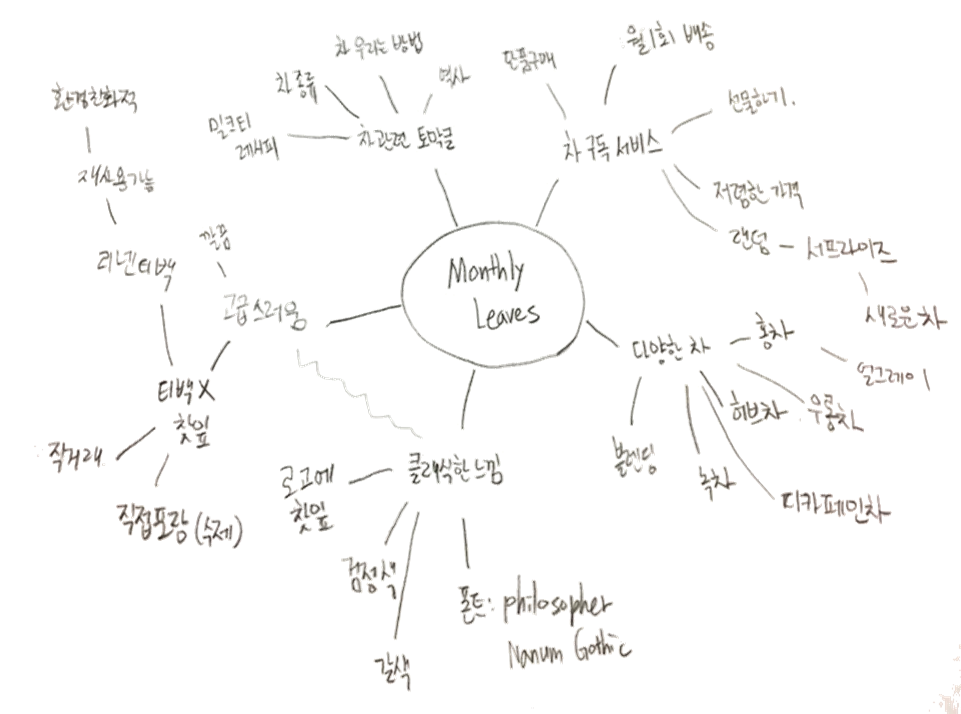 차 우리는 방법
월 1회 배송
단품구매
역사
차 종류
환경친화적
선물하기.
밀크티
레시피
차 관련 토막글
차 구독 서비스
재사용가능
저렴한 가격
깔끔
랜덤 - 서프라이즈
리넨티백
Monthly
Leaves
고급스러움
새로운 차
홍차
다양한 차
얼그레이
티백 X
찻잎
허브차
우롱차
직거래
블렌딩
클래식한 느낌
로고에
찻잎
녹차
디카페인차
직접포장 (수제)
검정색
폰트: philosopher
Nanum Gothic
갈색